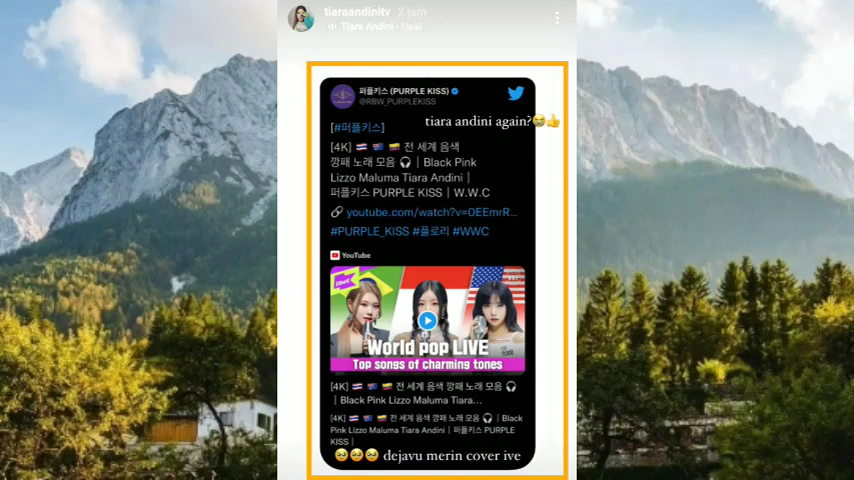 tiaraandinitv 2 jam
Tiara Andini • Usai
퍼플키스 (PURPLE KISS)
@RBW_PURPLEKISS
tiara andini again?😭👍
[#퍼플키스]
[4K] 🇹🇭 🇦🇺 🇨🇴 전 세계 음색
깡패 노래 모음 🎧 | Black Pink
Lizzo Maluma Tiara Andini |
퍼플키스 PURPLE KISS | W.W.C
🔗 youtube.com/watch?v=OEEmrR...
#PURPLE_KISS #플로리 #WWC
YouTube
World pop LIVE
Top songs of charming tones
[4K] 🇹🇭 🇦🇺 🇨🇴 전 세계 음색 깡패 노래 모음 🎧
| Black Pink Lizzo Maluma Tiara...
[4K] 🇹🇭 🇦🇺 🇨🇴 전 세계 음색 깡패 노래 모음 🎧 | Black
Pink Lizzo Maluma Tiara Andini | 퍼플키스 PURPLE
KISS |
🥹🥹🥹 dejavu merin cover ive